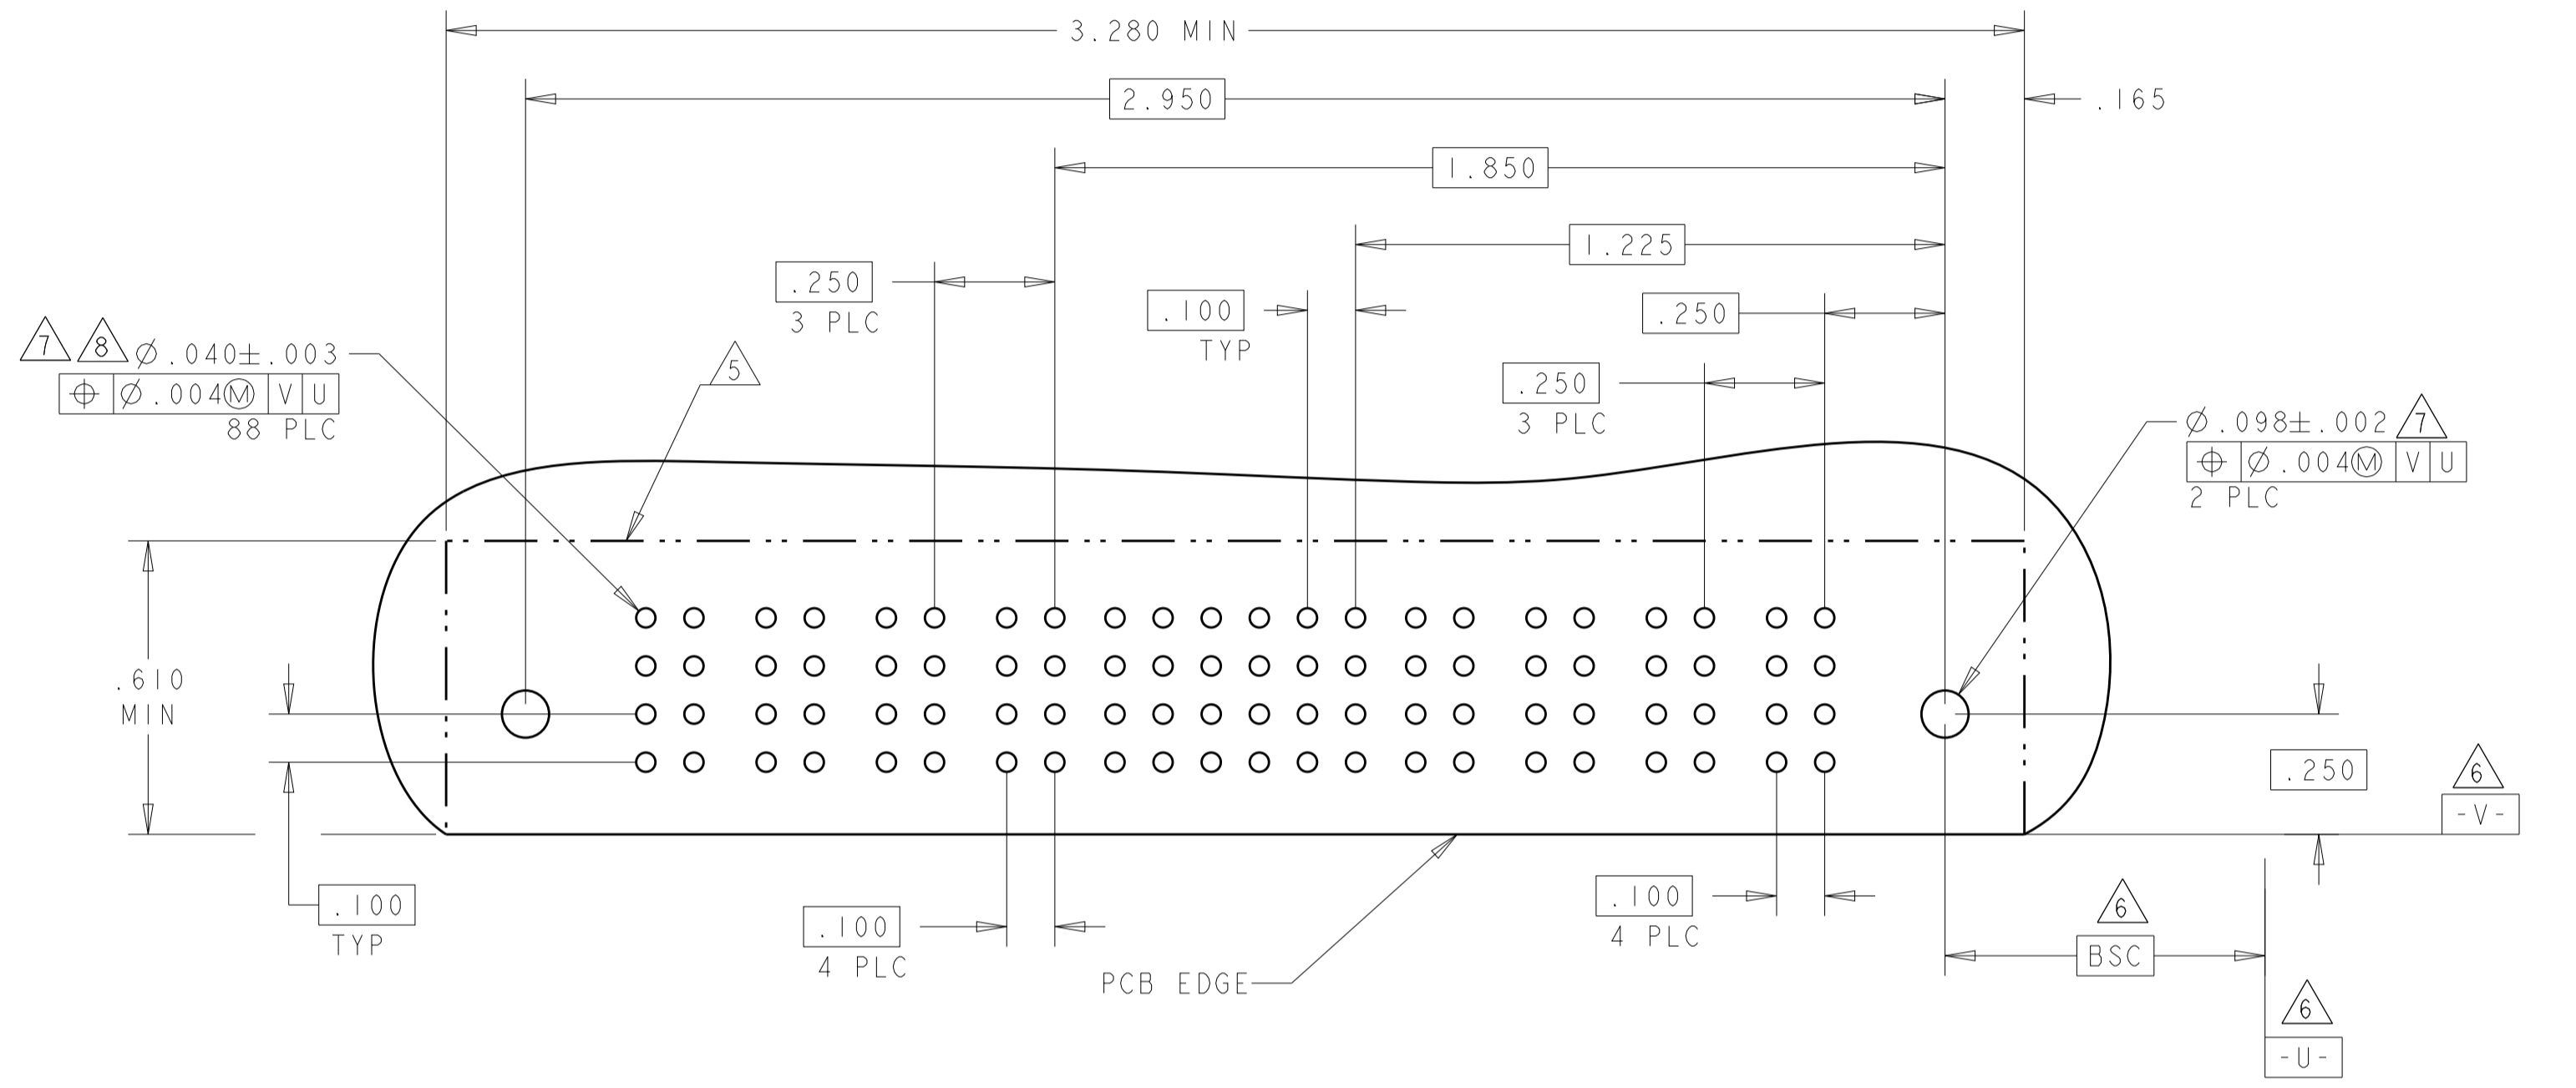 3.280 MIN
2.950
.165
1.850
1.225
.250
3 PLC
.100
TYP
.250
.250
3 PLC
7 8 Ø.040±.003
⌖ Ø.004Ⓜ V U
88 PLC
5
Ø.098±.002 7
⌖ Ø.004Ⓜ V U
2 PLC
.610
MIN
.250
6
-V-
.100
TYP
.100
4 PLC
.100
4 PLC
PCB EDGE
6
BSC
6
-U-